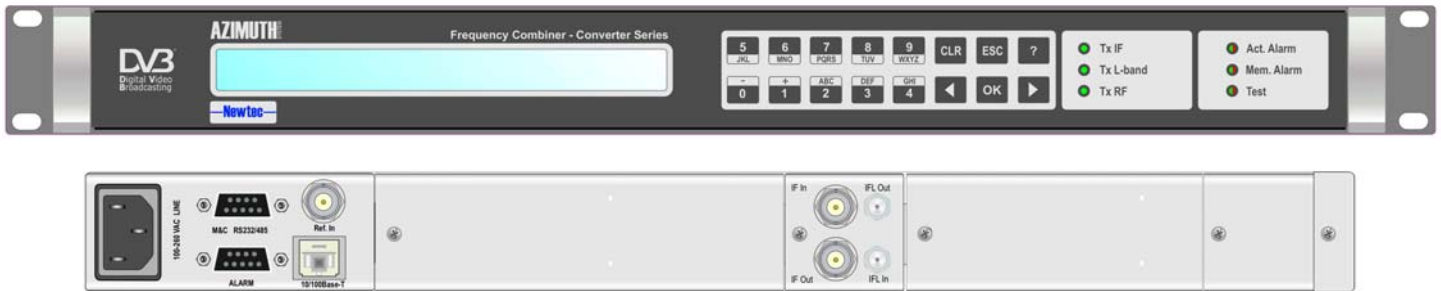 AZIMUTH
Frequency Combiner - Converter Series
DVB
Digital Video
Broadcasting
Newtec
5 6 7 8 9 CLR ESC ?
JKL MNO PQRS TUV WXYZ
- + ABC DEF GHI
0 1 2 3 4 OK
Tx IF
Tx L-band
Tx RF
Act. Alarm
Mem. Alarm
Test
100-260 VAC LINE
M&C RS232/485
Ref. In
ALARM
10/100Base-T
IF In
IFL Out
IF Out
IFL In